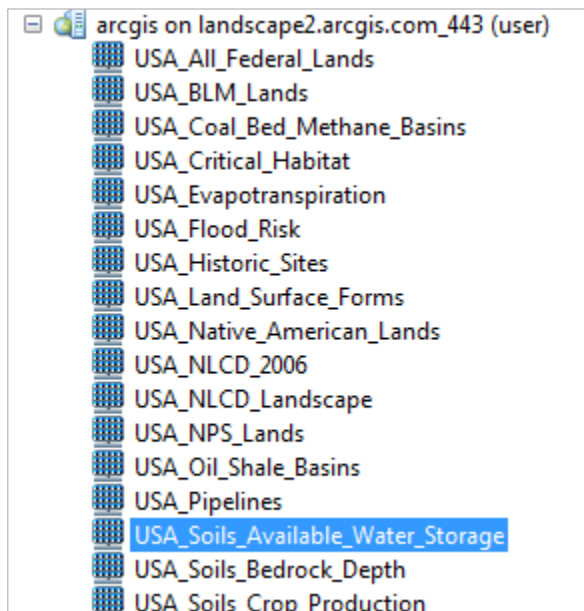 arcgis on landscape2.arcgis.com_443 (user)
USA_All_Federal_Lands
USA_BLM_Lands
USA_Coal_Bed_Methane_Basins
USA_Critical_Habitat
USA_Evapotranspiration
USA_Flood_Risk
USA_Historic_Sites
USA_Land_Surface_Forms
USA_Native_American_Lands
USA_NLCD_2006
USA_NLCD_Landscape
USA_NPS_Lands
USA_Oil_Shale_Basins
USA_Pipelines
USA_Soils_Available_Water_Storage
USA_Soils_Bedrock_Depth
USA_Soils_Crop_Production